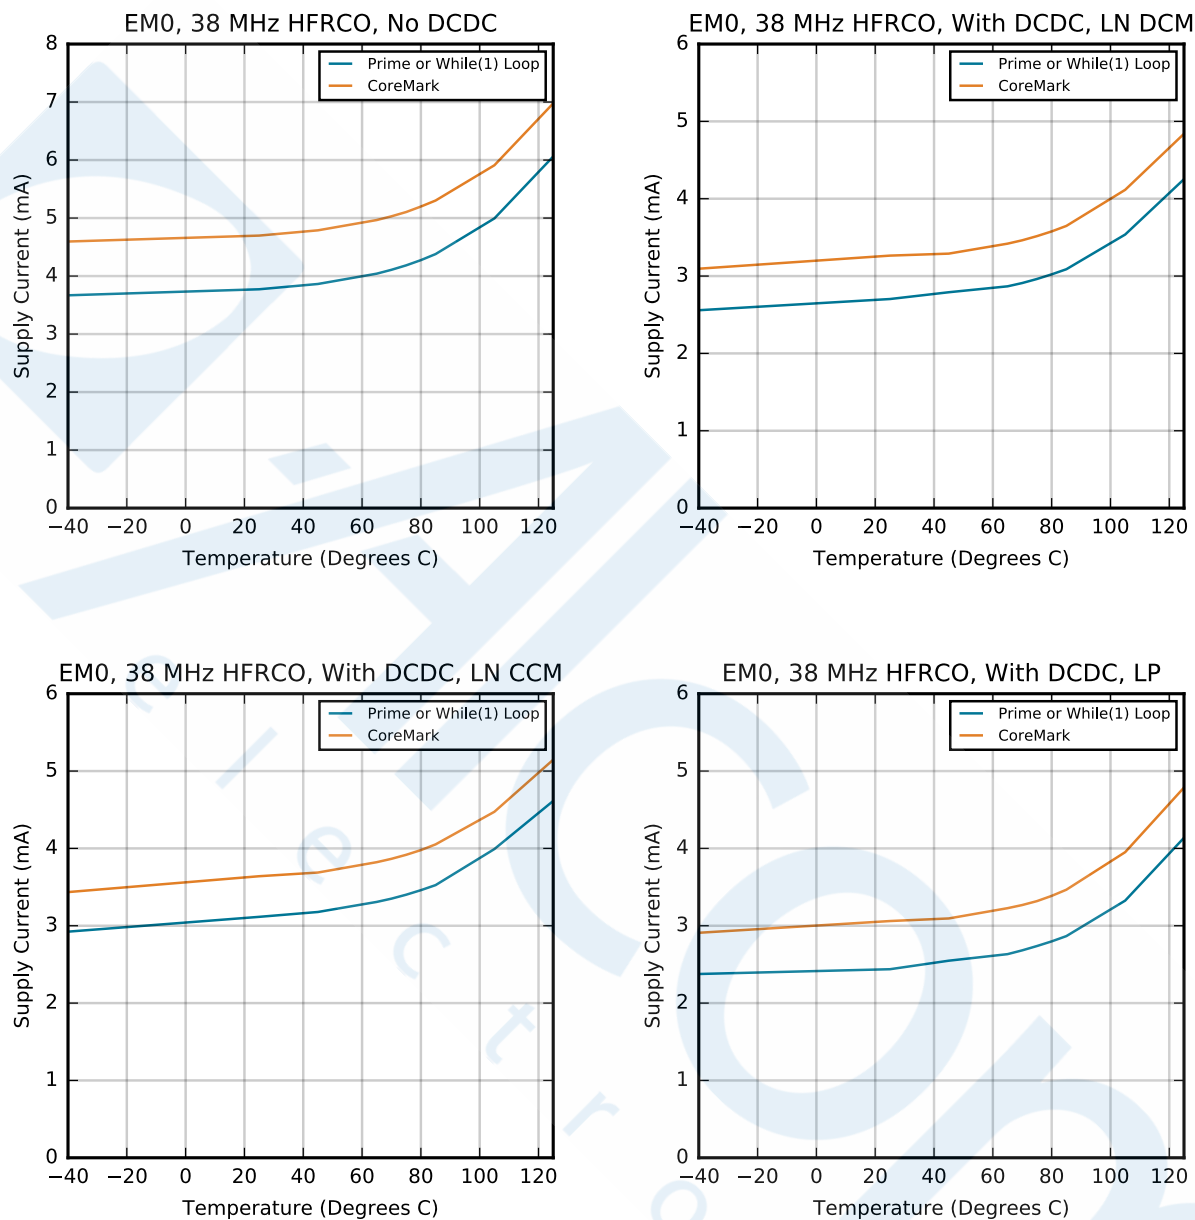 EM0, 38 MHz HFRCO, No DCDC
8
7
6
5
4
3
2
1
0
Supply Current (mA)
Prime or While(1) Loop
CoreMark
−40 −20 0 20 40 60 80 100 120
Temperature (Degrees C)
EM0, 38 MHz HFRCO, With DCDC, LN DCM
6
5
4
3
2
1
0
Supply Current (mA)
Prime or While(1) Loop
CoreMark
−40 −20 0 20 40 60 80 100 120
Temperature (Degrees C)
EM0, 38 MHz HFRCO, With DCDC, LN CCM
6
5
4
3
2
1
0
Supply Current (mA)
Prime or While(1) Loop
CoreMark
−40 −20 0 20 40 60 80 100 120
Temperature (Degrees C)
EM0, 38 MHz HFRCO, With DCDC, LP
6
5
4
3
2
1
0
Supply Current (mA)
Prime or While(1) Loop
CoreMark
−40 −20 0 20 40 60 80 100 120
Temperature (Degrees C)